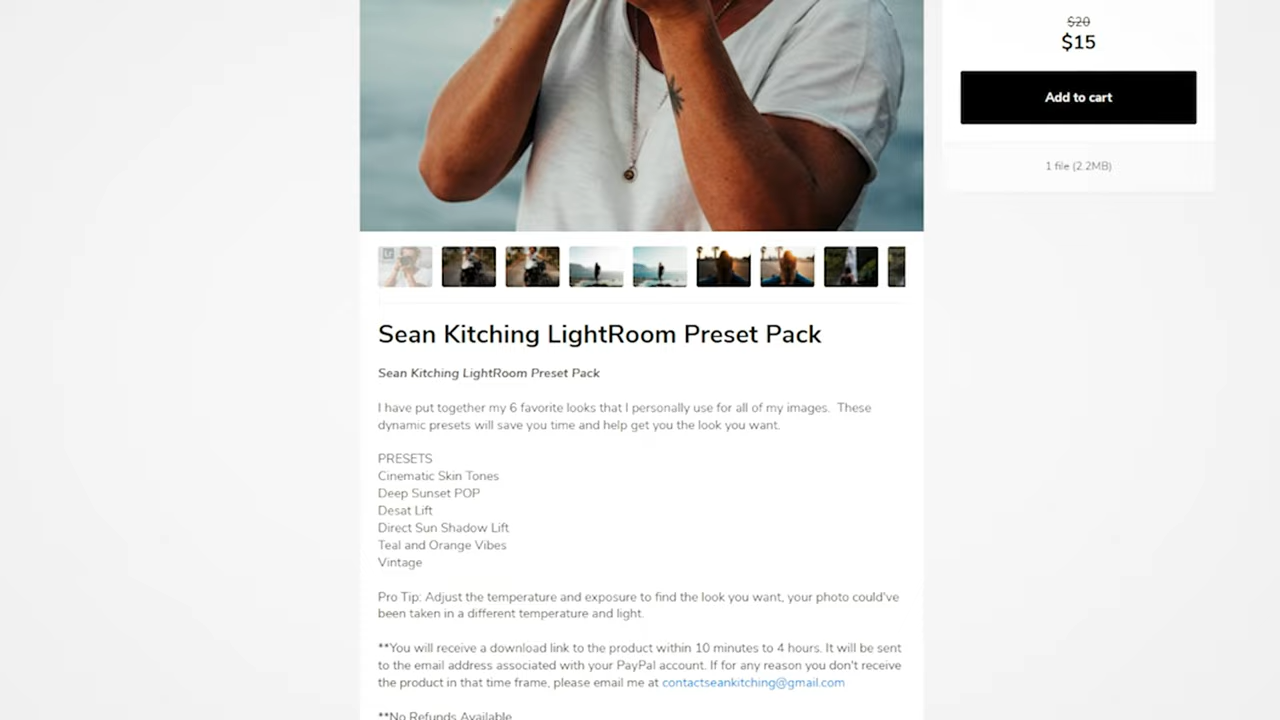 $20
$15
Add to cart
1 file (2.2MB)
Lr
Sean Kitching LightRoom Preset Pack
Sean Kitching LightRoom Preset Pack
I have put together my 6 favorite looks that I personally use for all of my images.  These
dynamic presets will save you time and help get you the look you want.
PRESETS
Cinematic Skin Tones
Deep Sunset POP
Desat Lift
Direct Sun Shadow Lift
Teal and Orange Vibes
Vintage
Pro Tip: Adjust the temperature and exposure to find the look you want, your photo could've
been taken in a different temperature and light.
**You will receive a download link to the product within 10 minutes to 4 hours. It will be sent
to the email address associated with your PayPal account. If for any reason you don't receive
the product in that time frame, please email me at contactseankitching@gmail.com
**No Refunds Available